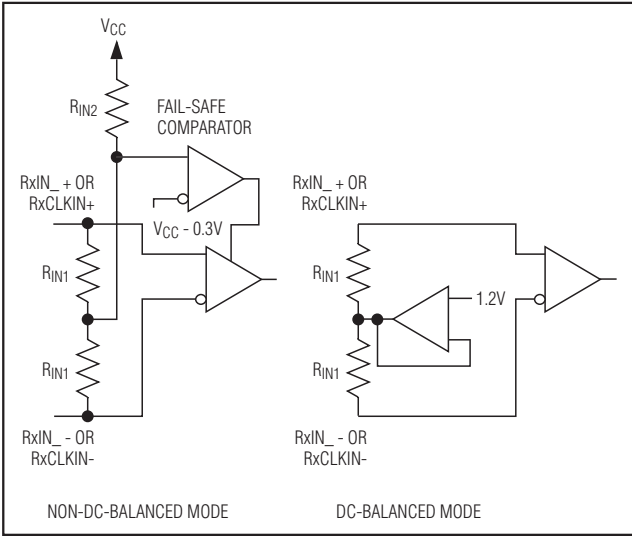 VCC
RIN2
FAIL-SAFE
COMPARATOR
RxIN_ + OR
RxCLKIN+
VCC - 0.3V
RIN1
RIN1
RxIN_ - OR
RxCLKIN-
NON-DC-BALANCED MODE
RxIN_ + OR
RxCLKIN+
RIN1
1.2V
RIN1
RxIN_ - OR
RxCLKIN-
DC-BALANCED MODE